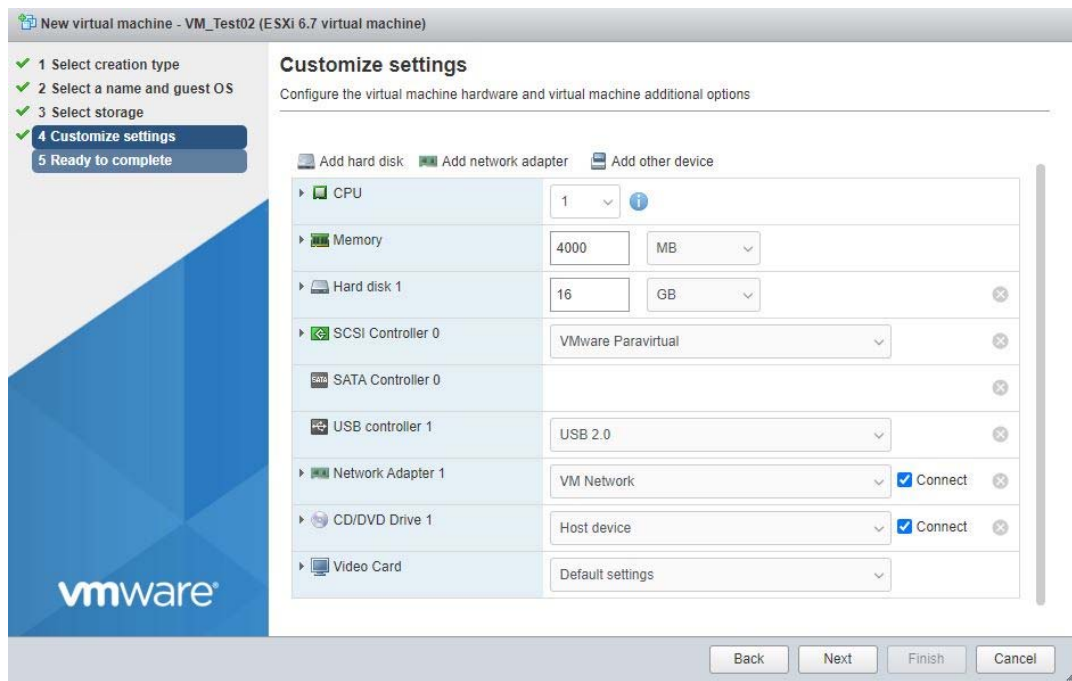 New virtual machine - VM_Test02 (ESXi 6.7 virtual machine)
1 Select creation type
2 Select a name and guest OS
3 Select storage
4 Customize settings
5 Ready to complete
Customize settings
Configure the virtual machine hardware and virtual machine additional options
Add hard disk Add network adapter Add other device
CPU 1
Memory 4000 MB
Hard disk 1 16 GB
SCSI Controller 0 VMware Paravirtual
SATA SATA Controller 0
USB controller 1 USB 2.0
Network Adapter 1 VM Network Connect
CD/DVD Drive 1 Host device Connect
Video Card Default settings
vmware®
Back Next Finish Cancel